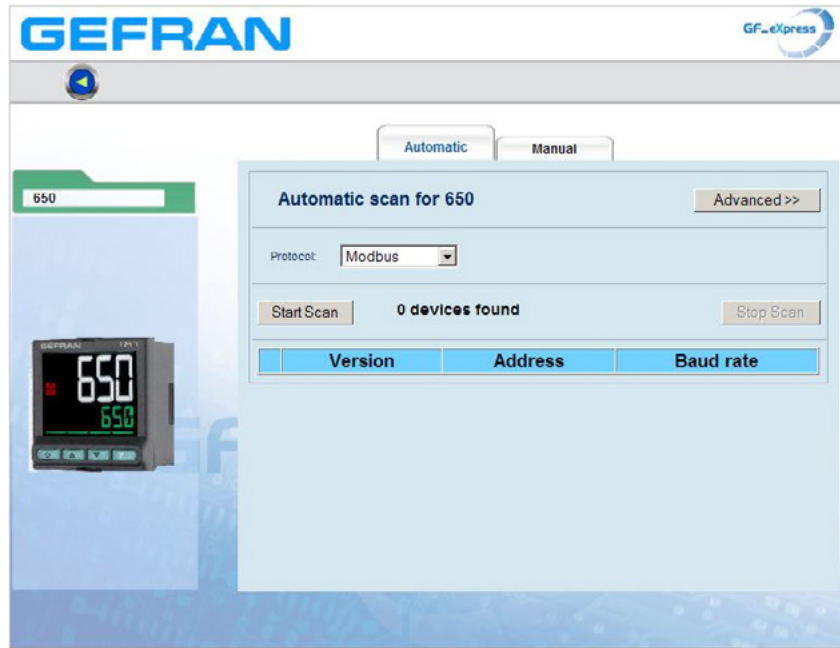 GEFRAN
GF_eXpress
Automatic
Manual
650
Automatic scan for 650
Advanced >>
Protocol:
Modbus
Start Scan
0 devices found
Stop Scan
Version
Address
Baud rate
GEFRAN
650
650